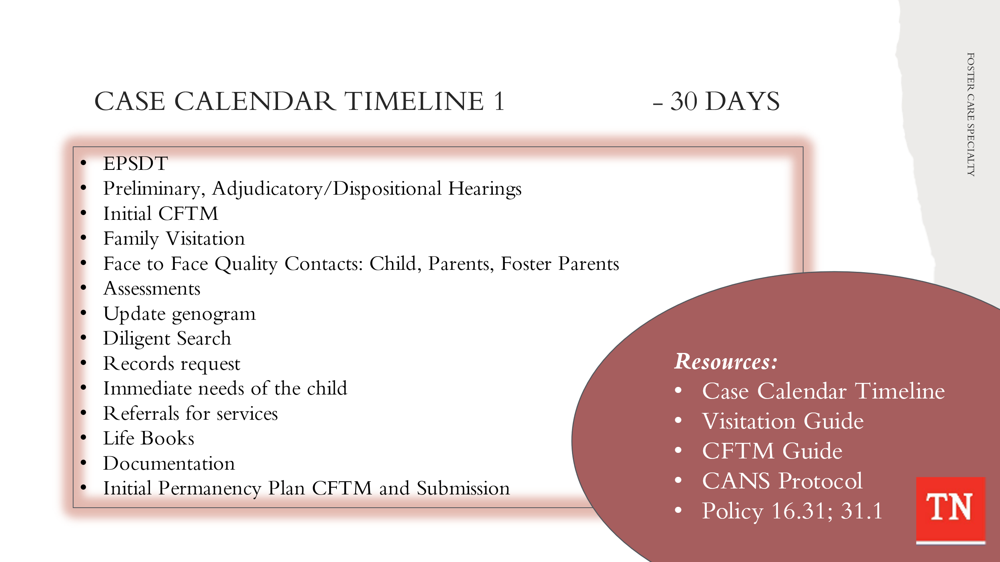 CASE CALENDAR TIMELINE 1 – 30 DAYS
• EPSDT
• Preliminary, Adjudicatory/Dispositional Hearings
• Initial CFTM
• Family Visitation
• Face to Face Quality Contacts: Child, Parents, Foster Parents
• Assessments
• Update genogram
• Diligent Search
• Records request
• Immediate needs of the child
• Referrals for services
• Life Books
• Documentation
• Initial Permanency Plan CFTM and Submission
Resources:
• Case Calendar Timeline
• Visitation Guide
• CFTM Guide
• CANS Protocol
• Policy 16.31; 31.1
TN
FOSTER CARE SPECIALTY